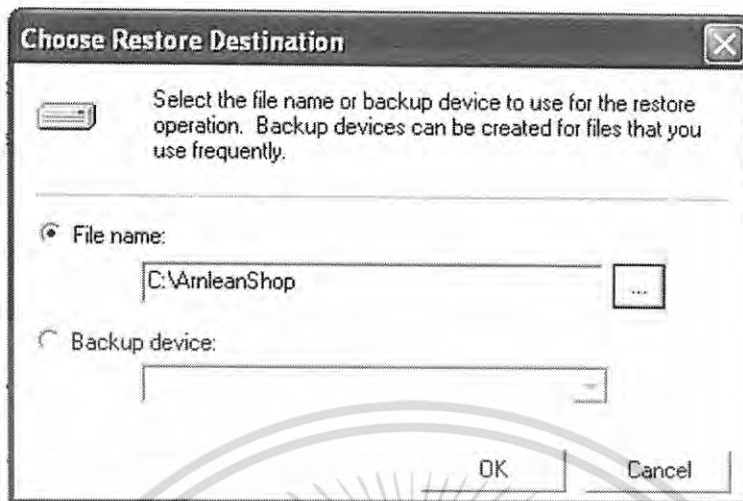 Choose Restore Destination
Select the file name or backup device to use for the restore
operation. Backup devices can be created for files that you
use frequently.
File name:
C:\ArnleanShop
...
Backup device:
OK
Cancel